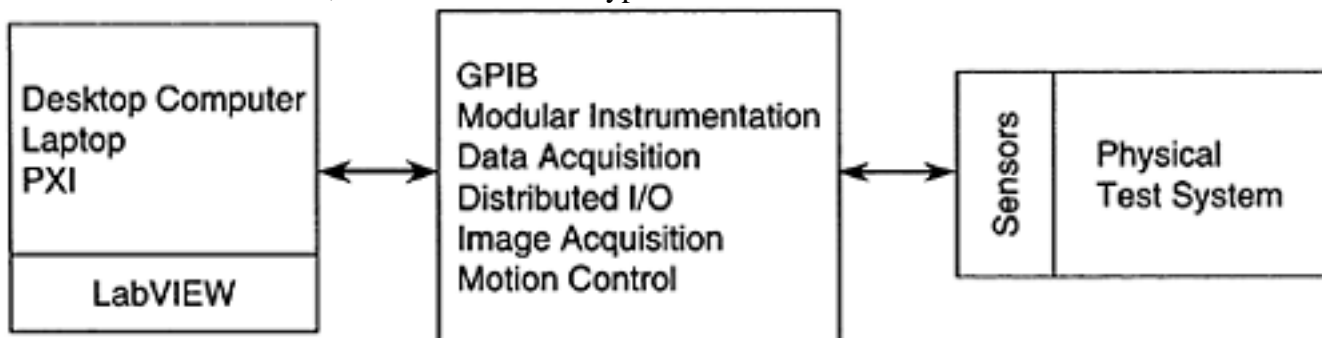 Desktop Computer
Laptop
PXI
LabVIEW
GPIB
Modular Instrumentation
Data Acquisition
Distributed I/O
Image Acquisition
Motion Control
Sensors
Physical
Test System